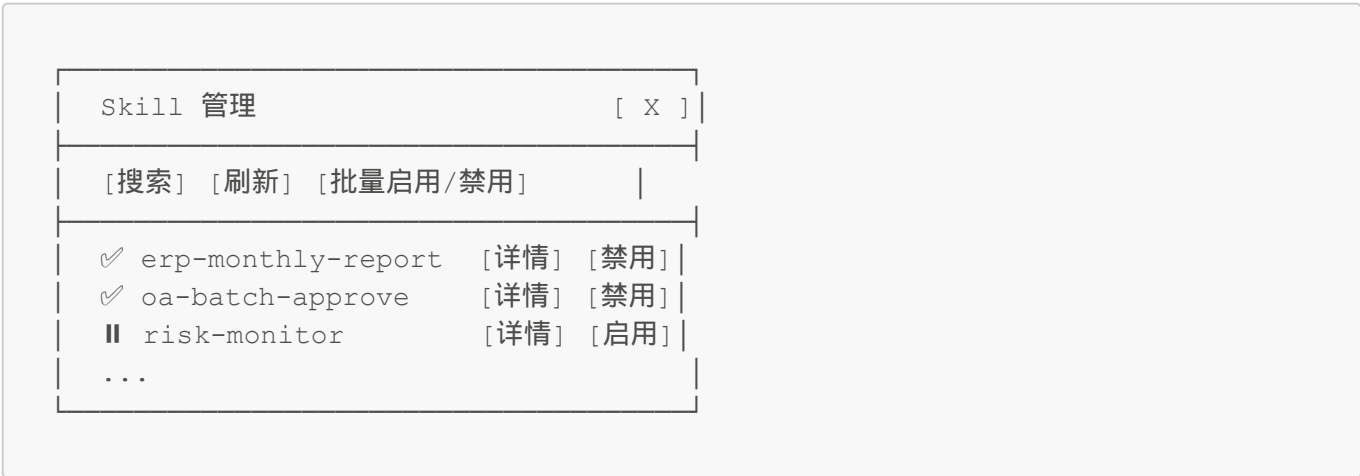 Skill 管理 [ X ]
[搜索] [刷新] [批量启用/禁用]
✅ erp-monthly-report [详情] [禁用]
✅ oa-batch-approve [详情] [禁用]
⏸ risk-monitor [详情] [启用]
...